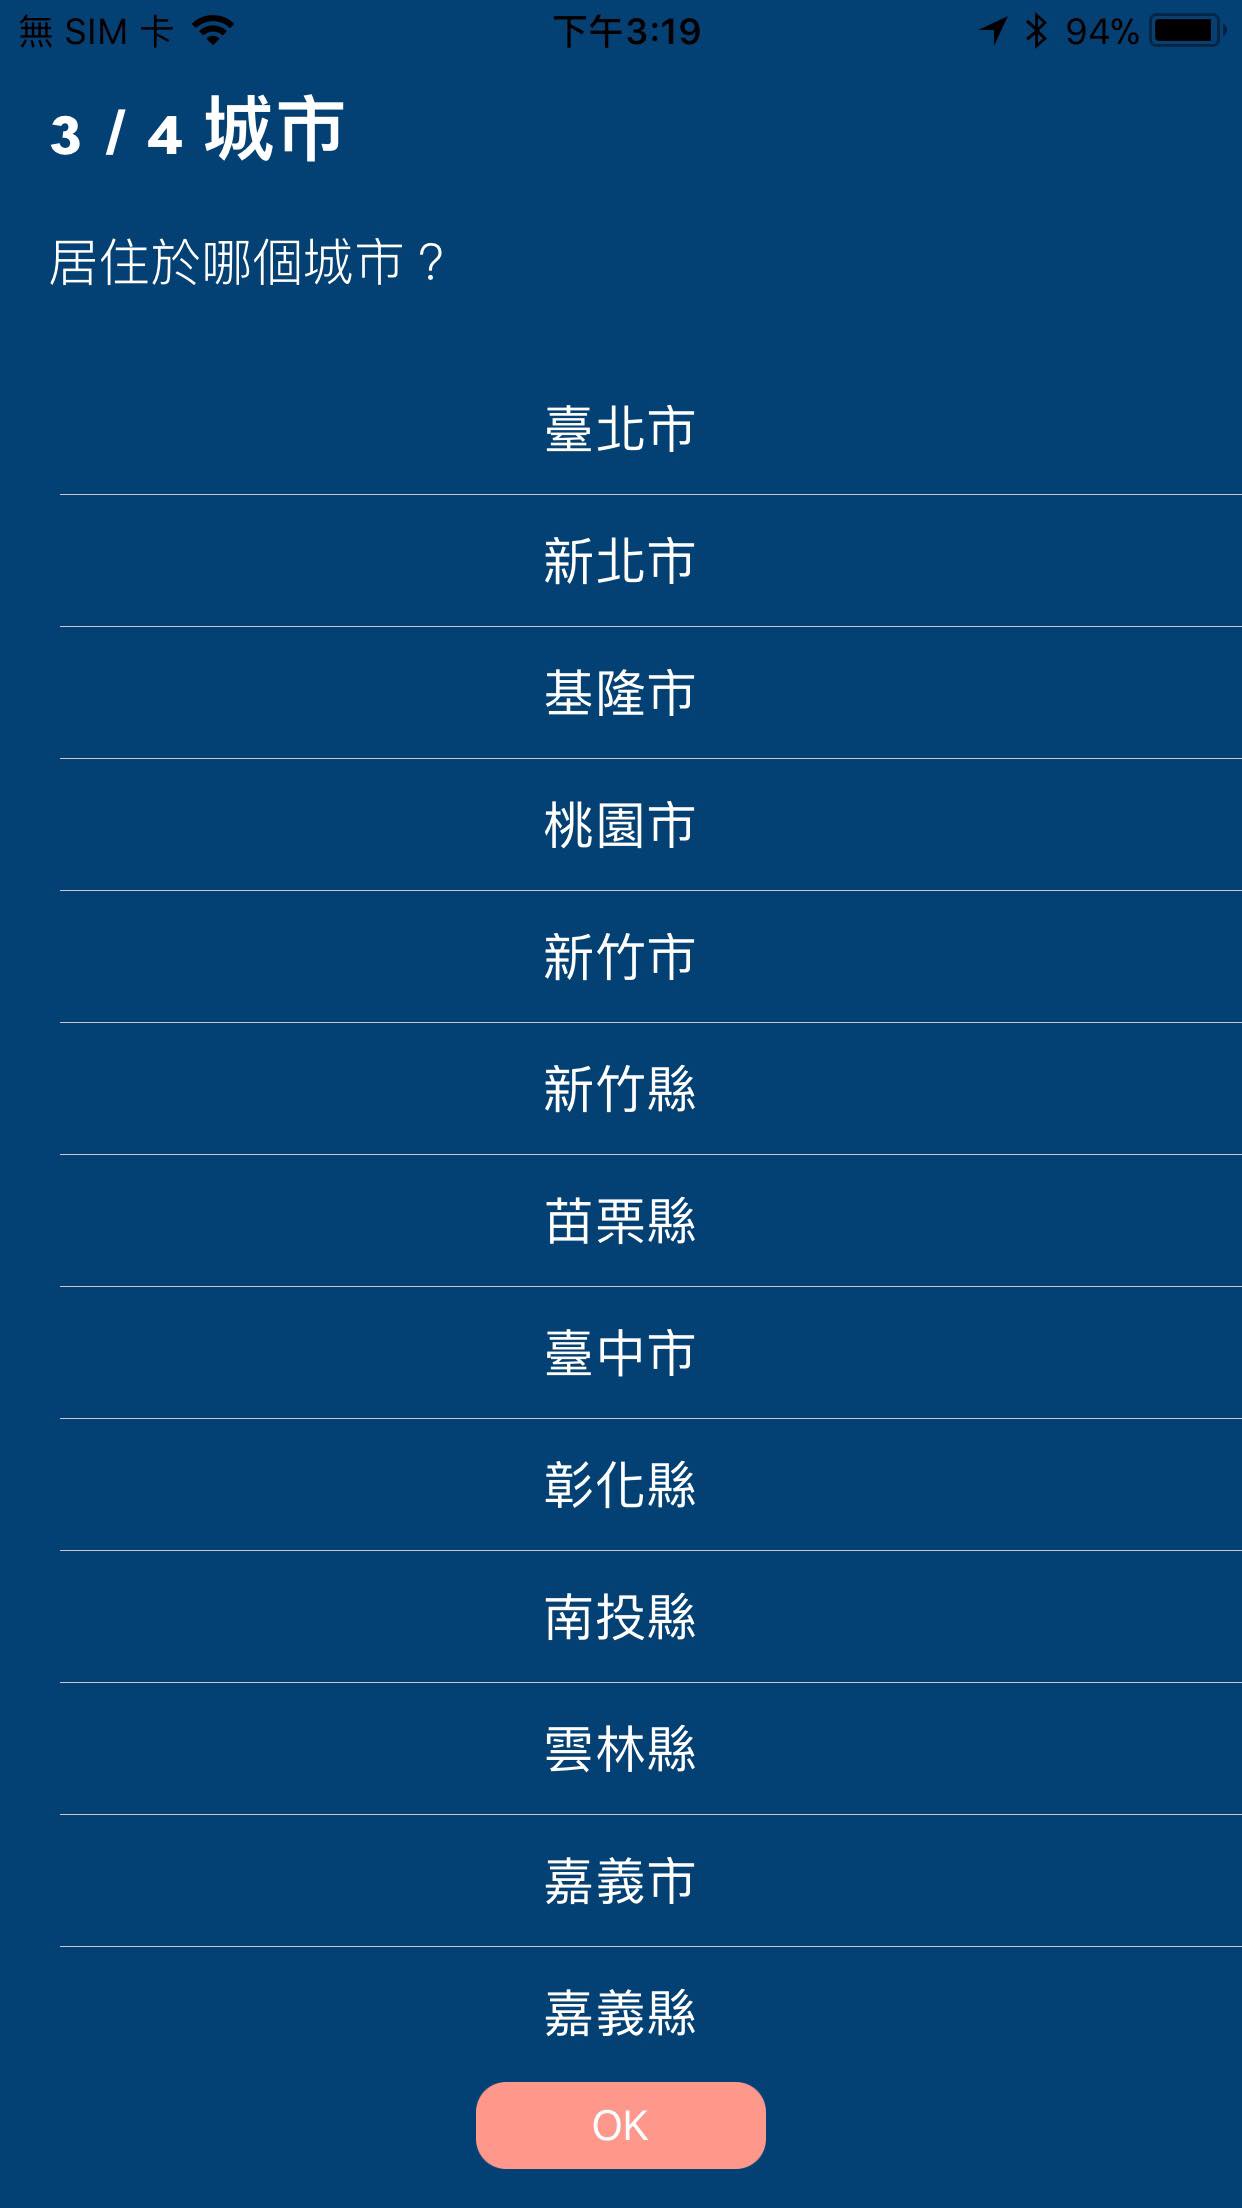 無 SIM 卡 下午3:19 94%
3 / 4 城市
居住於哪個城市？
臺北市
新北市
基隆市
桃園市
新竹市
新竹縣
苗栗縣
臺中市
彰化縣
南投縣
雲林縣
嘉義市
嘉義縣
OK